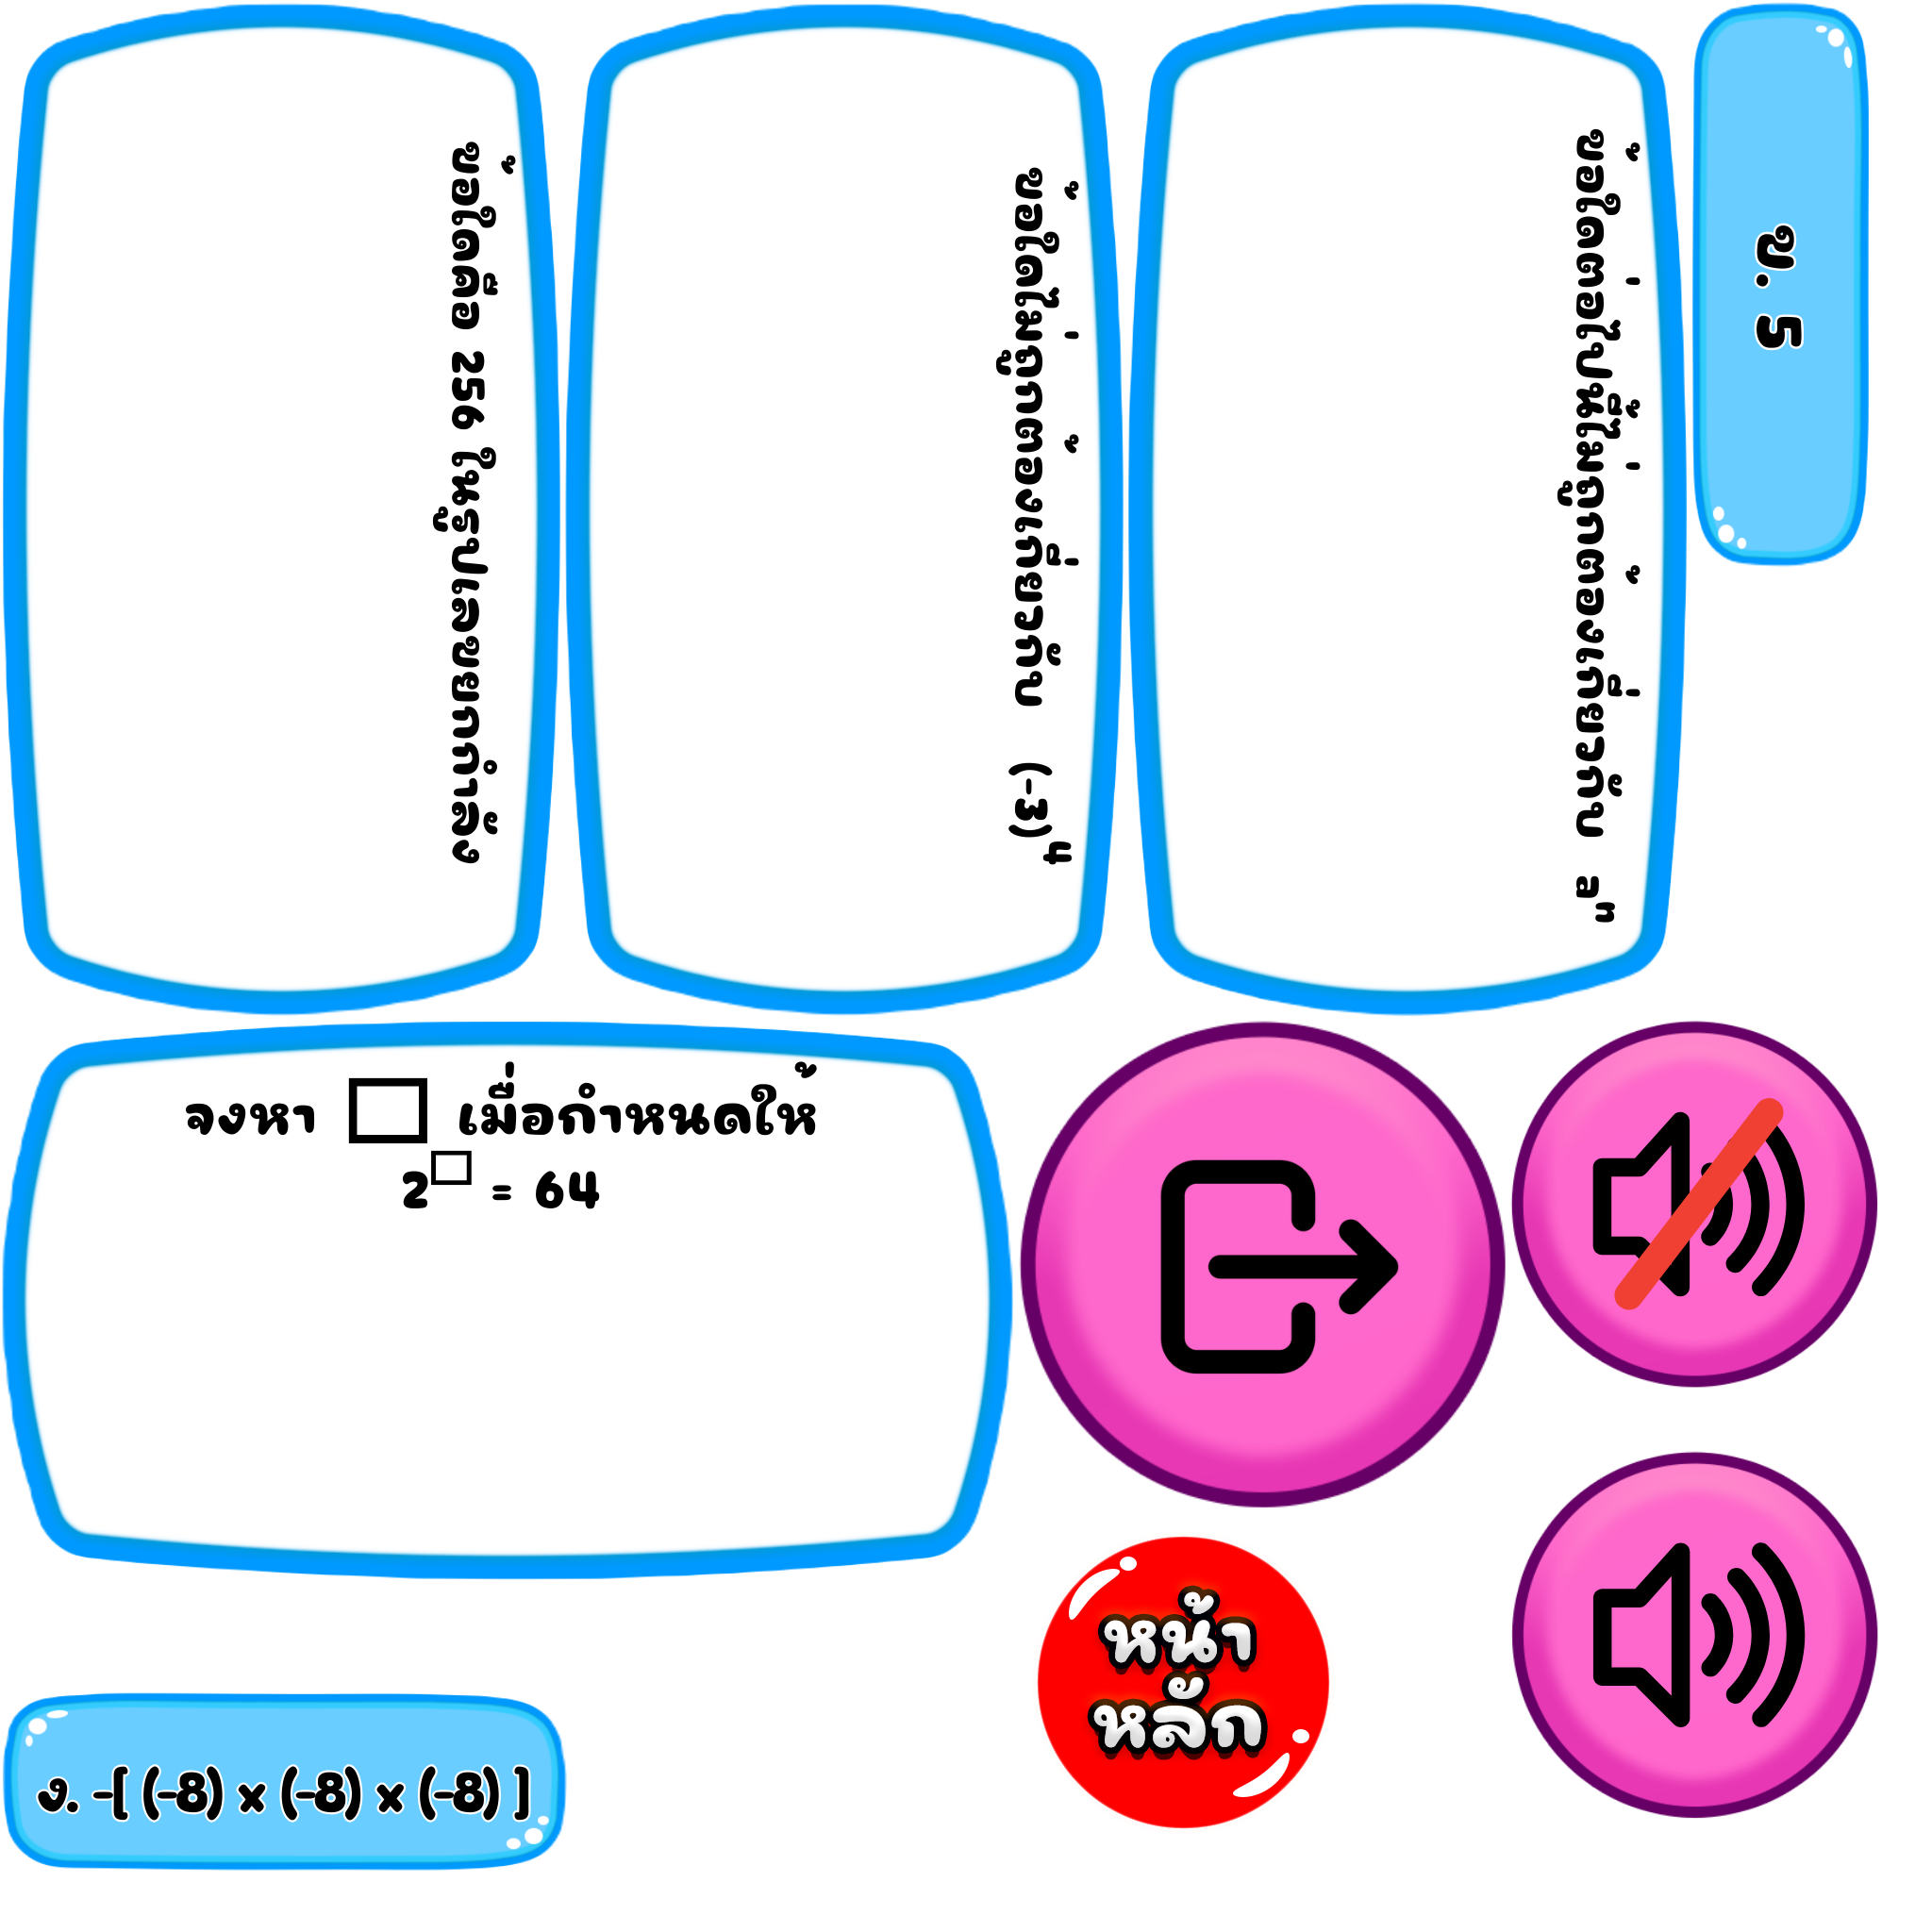 ข้อใดคือ 256 ในรูปเลขยกกำลัง
ข้อใดไม่ถูกต้องเกี่ยวกับ (-3)⁴
ข้อใดต่อไปนี้ไม่ถูกต้องเกี่ยวกับ aⁿ
ข. 5
จงหา □ เมื่อกำหนดให้
2^□ = 64
หน้า
หลัก
ง. -[ (-8) x (-8) x (-8) ]